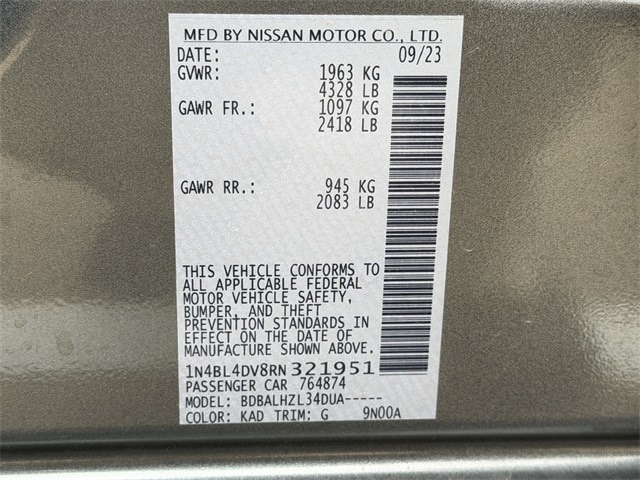 MFD BY NISSAN MOTOR CO., LTD.
DATE: 09/23
GVWR: 1963 KG
4328 LB
GAWR FR.: 1097 KG
2418 LB
GAWR RR.: 945 KG
2083 LB
THIS VEHICLE CONFORMS TO
ALL APPLICABLE FEDERAL
MOTOR VEHICLE SAFETY,
BUMPER, AND THEFT
PREVENTION STANDARDS IN
EFFECT ON THE DATE OF
MANUFACTURE SHOWN ABOVE.
1N4BL4DV8RN321951
PASSENGER CAR 764874
MODEL: BDBALHZL34DUA-----
COLOR: KAD TRIM: G 9N00A